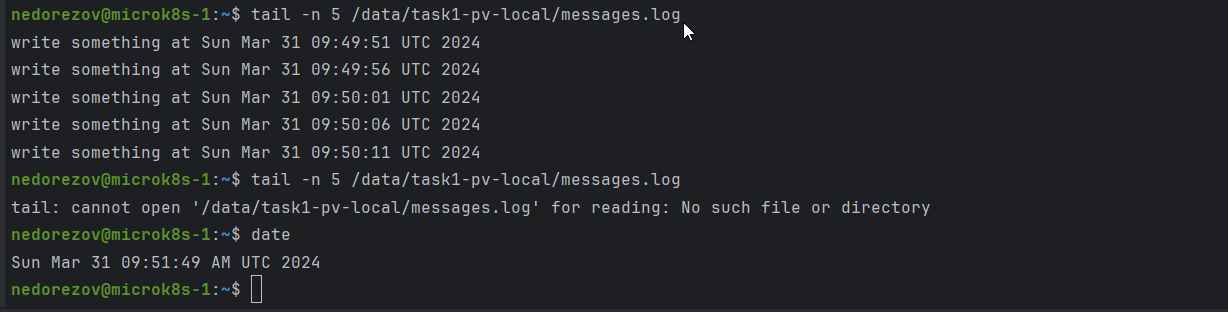 nedorezov@microk8s-1:~$ tail -n 5 /data/task1-pv-local/messages.log
write something at Sun Mar 31 09:49:51 UTC 2024
write something at Sun Mar 31 09:49:56 UTC 2024
write something at Sun Mar 31 09:50:01 UTC 2024
write something at Sun Mar 31 09:50:06 UTC 2024
write something at Sun Mar 31 09:50:11 UTC 2024
nedorezov@microk8s-1:~$ tail -n 5 /data/task1-pv-local/messages.log
tail: cannot open '/data/task1-pv-local/messages.log' for reading: No such file or directory
nedorezov@microk8s-1:~$ date
Sun Mar 31 09:51:49 AM UTC 2024
nedorezov@microk8s-1:~$